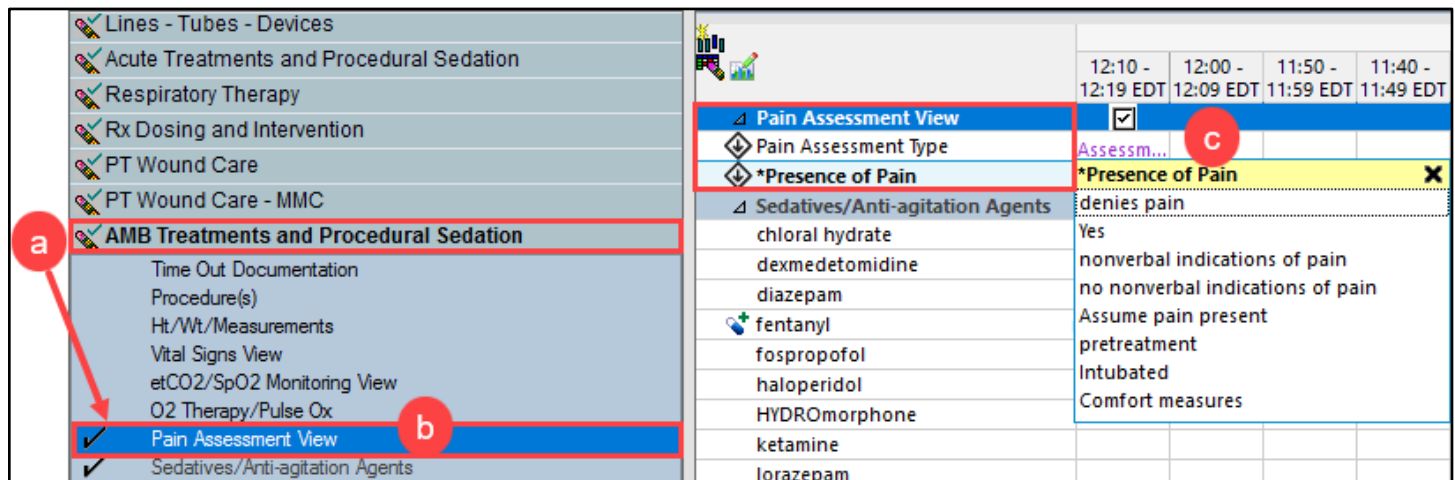 Lines - Tubes - Devices
Acute Treatments and Procedural Sedation
Respiratory Therapy
Rx Dosing and Intervention
PT Wound Care
PT Wound Care - MMC
a
AMB Treatments and Procedural Sedation
Time Out Documentation
Procedure(s)
Ht/Wt/Measurements
Vital Signs View
etCO2/SpO2 Monitoring View
O2 Therapy/Pulse Ox
Pain Assessment View
b
Sedatives/Anti-agitation Agents
12:10 - 12:00 - 11:50 - 11:40 -
12:19 EDT 12:09 EDT 11:59 EDT 11:49 EDT
Pain Assessment View
c
Pain Assessment Type
Assessm...
*Presence of Pain
Sedatives/Anti-agitation Agents
chloral hydrate
dexmedetomidine
diazepam
fentanyl
fospropofol
haloperidol
HYDROmorphone
ketamine
lorazepam
*Presence of Pain
denies pain
Yes
nonverbal indications of pain
no nonverbal indications of pain
Assume pain present
pretreatment
Intubated
Comfort measures